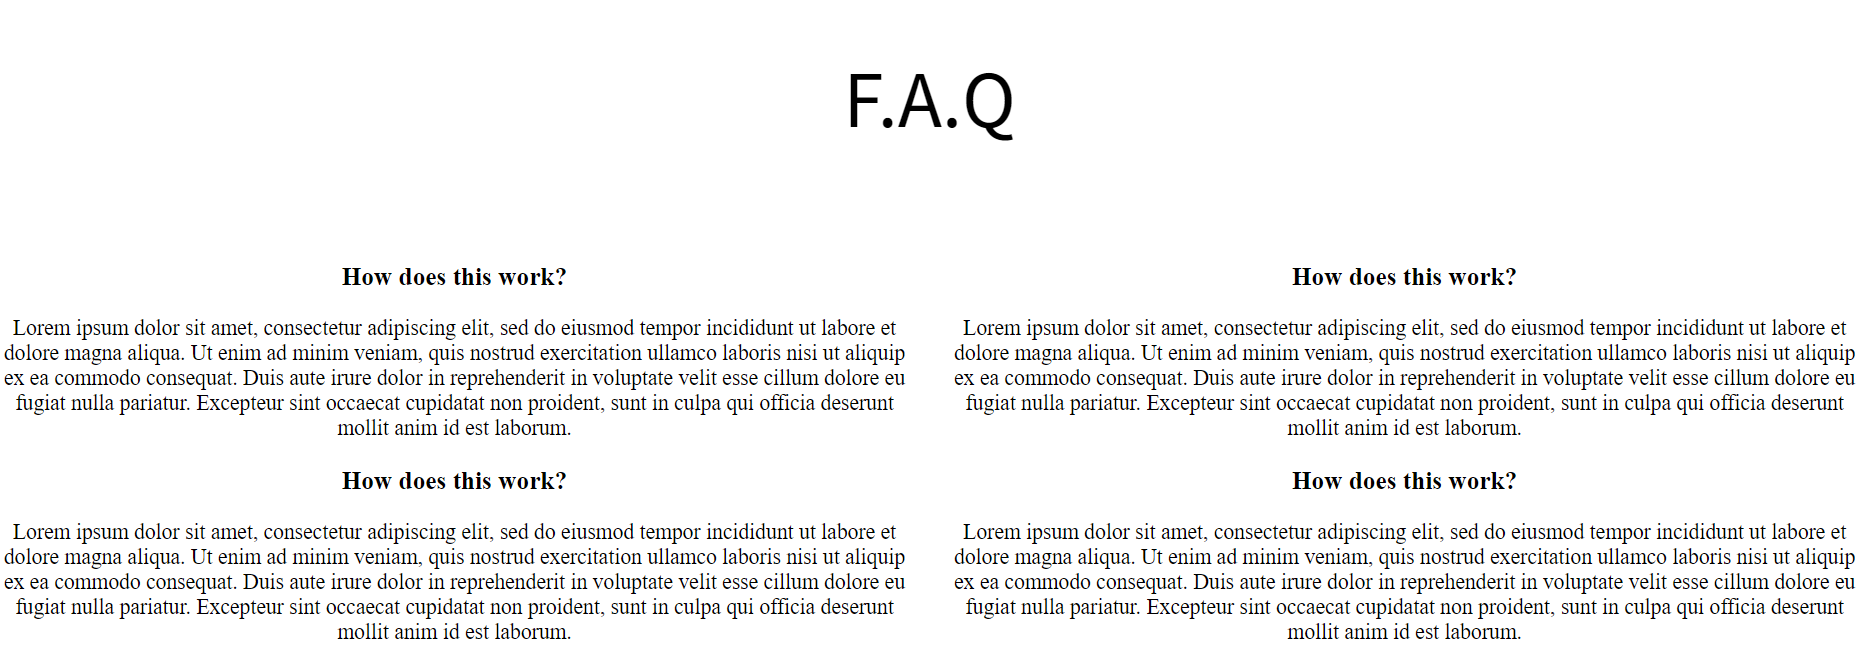 F.A.Q
How does this work?
Lorem ipsum dolor sit amet, consectetur adipiscing elit, sed do eiusmod tempor incididunt ut labore et
dolore magna aliqua. Ut enim ad minim veniam, quis nostrud exercitation ullamco laboris nisi ut aliquip
ex ea commodo consequat. Duis aute irure dolor in reprehenderit in voluptate velit esse cillum dolore eu
fugiat nulla pariatur. Excepteur sint occaecat cupidatat non proident, sunt in culpa qui officia deserunt
mollit anim id est laborum.
How does this work?
Lorem ipsum dolor sit amet, consectetur adipiscing elit, sed do eiusmod tempor incididunt ut labore et
dolore magna aliqua. Ut enim ad minim veniam, quis nostrud exercitation ullamco laboris nisi ut aliquip
ex ea commodo consequat. Duis aute irure dolor in reprehenderit in voluptate velit esse cillum dolore eu
fugiat nulla pariatur. Excepteur sint occaecat cupidatat non proident, sunt in culpa qui officia deserunt
mollit anim id est laborum.
How does this work?
Lorem ipsum dolor sit amet, consectetur adipiscing elit, sed do eiusmod tempor incididunt ut labore et
dolore magna aliqua. Ut enim ad minim veniam, quis nostrud exercitation ullamco laboris nisi ut aliquip
ex ea commodo consequat. Duis aute irure dolor in reprehenderit in voluptate velit esse cillum dolore eu
fugiat nulla pariatur. Excepteur sint occaecat cupidatat non proident, sunt in culpa qui officia deserunt
mollit anim id est laborum.
How does this work?
Lorem ipsum dolor sit amet, consectetur adipiscing elit, sed do eiusmod tempor incididunt ut labore et
dolore magna aliqua. Ut enim ad minim veniam, quis nostrud exercitation ullamco laboris nisi ut aliquip
ex ea commodo consequat. Duis aute irure dolor in reprehenderit in voluptate velit esse cillum dolore eu
fugiat nulla pariatur. Excepteur sint occaecat cupidatat non proident, sunt in culpa qui officia deserunt
mollit anim id est laborum.